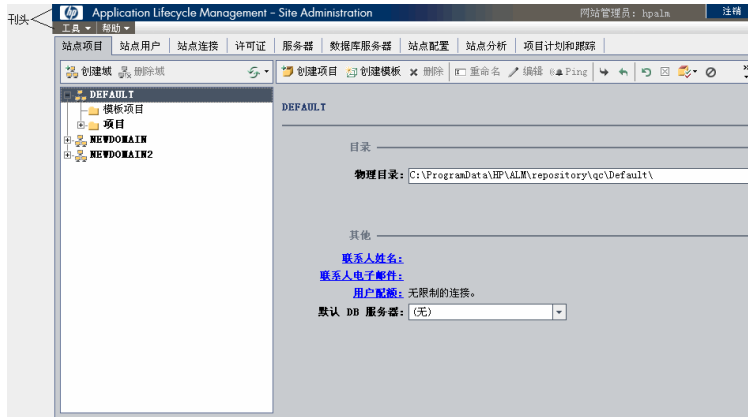 刊头
hp Application Lifecycle Management - Site Administration 网站管理员: hpalm 注销
工具 帮助
站点项目 站点用户 站点连接 许可证 服务器 数据库服务器 站点配置 站点分析 项目计划和跟踪
创建域 删除域 创建项目 创建模板 删除 重命名 编辑 Ping
DEFAULT
模板项目
项目
NEWDOMAIN
NEWDOMAIN2
DEFAULT
目录
物理目录: C:\ProgramData\HP\ALM\repository\qc\Default\
其他
联系人姓名:
联系人电子邮件:
用户配额: 无限制的连接。
默认 DB 服务器: (无)